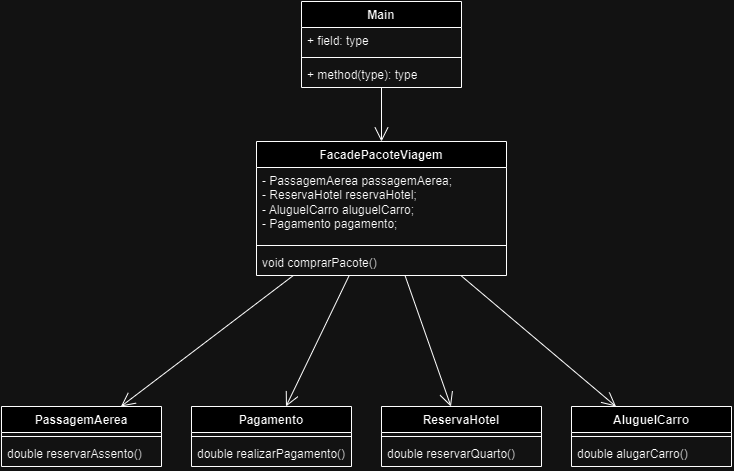 Main
+ field: type
+ method(type): type
FacadePacoteViagem
- PassagemAerea passagemAerea;
- ReservaHotel reservaHotel;
- AluguelCarro aluguelCarro;
- Pagamento pagamento;
void comprarPacote()
PassagemAerea
double reservarAssento()
Pagamento
double realizarPagamento()
ReservaHotel
double reservarQuarto()
AluguelCarro
double alugarCarro()